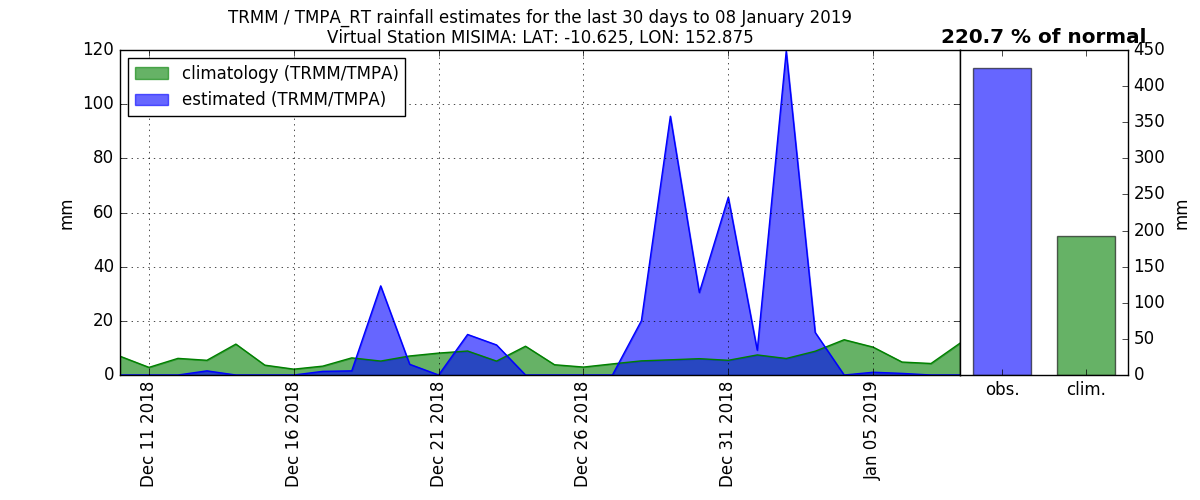 TRMM / TMPA_RT rainfall estimates for the last 30 days to 08 January 2019
Virtual Station MISIMA: LAT: -10.625, LON: 152.875
220.7 % of normal
climatology (TRMM/TMPA)
estimated (TRMM/TMPA)
mm
120
100
80
60
40
20
0
Dec 11 2018
Dec 16 2018
Dec 21 2018
Dec 26 2018
Dec 31 2018
Jan 05 2019
obs.
clim.
450
400
350
300
250
200
150
100
50
0
mm